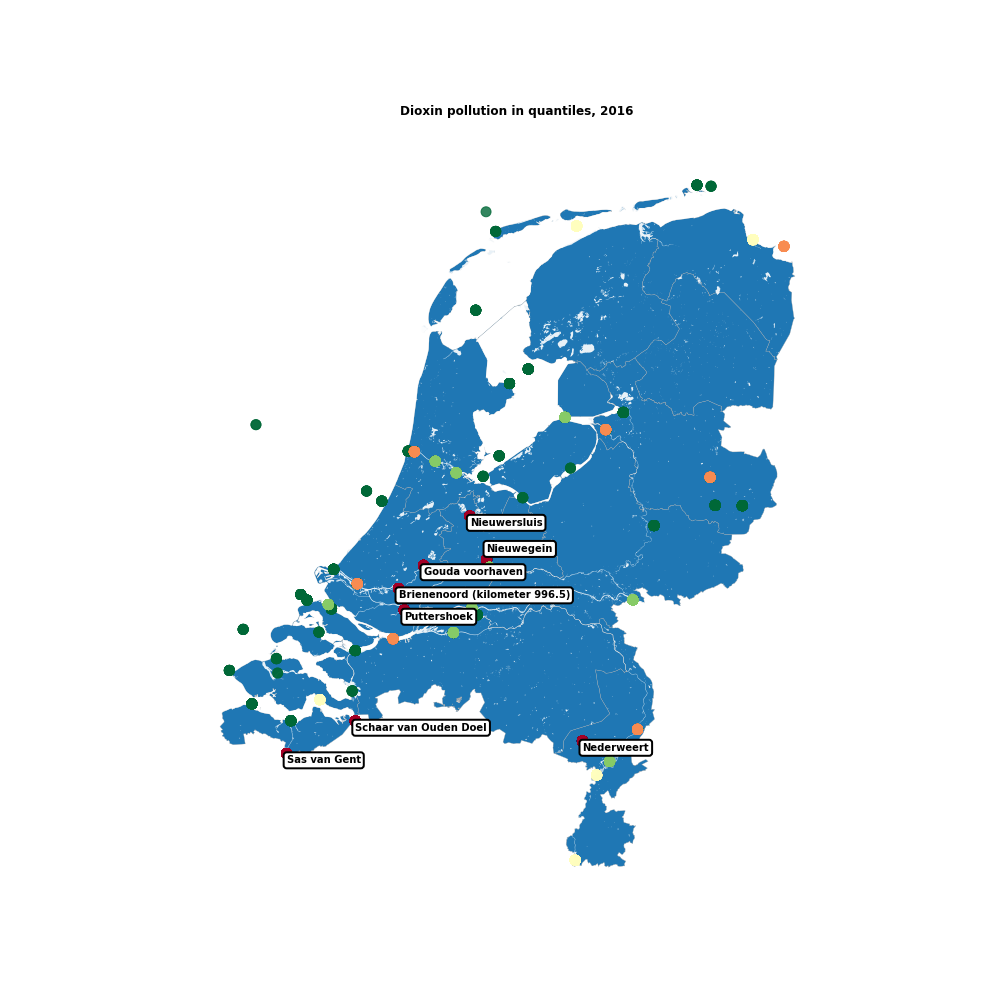 Dioxin pollution in quantiles, 2016
Nieuwersluis
Nieuwegein
Gouda voorhaven
Brienenoord (kilometer 996.5)
Puttershoek
Schaar van Ouden Doel
Nederweert
Sas van Gent